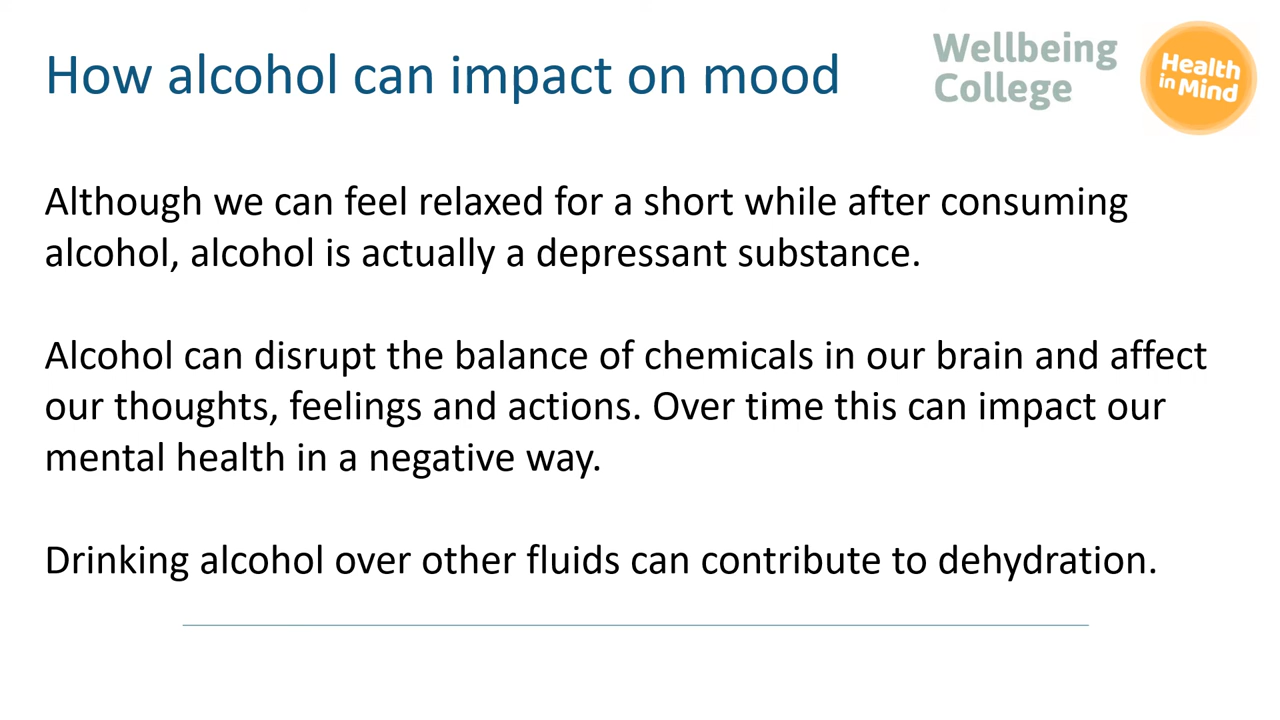 How alcohol can impact on mood
Wellbeing
College
Health
in Mind
Although we can feel relaxed for a short while after consuming
alcohol, alcohol is actually a depressant substance.
Alcohol can disrupt the balance of chemicals in our brain and affect
our thoughts, feelings and actions. Over time this can impact our
mental health in a negative way.
Drinking alcohol over other fluids can contribute to dehydration.